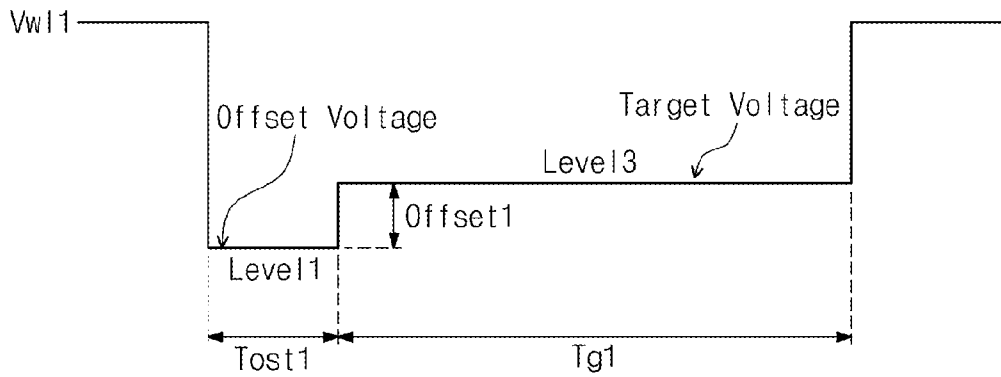 Vwl1
Offset Voltage
Target Voltage
Level3
Offset1
Level1
Tost1
Tg1